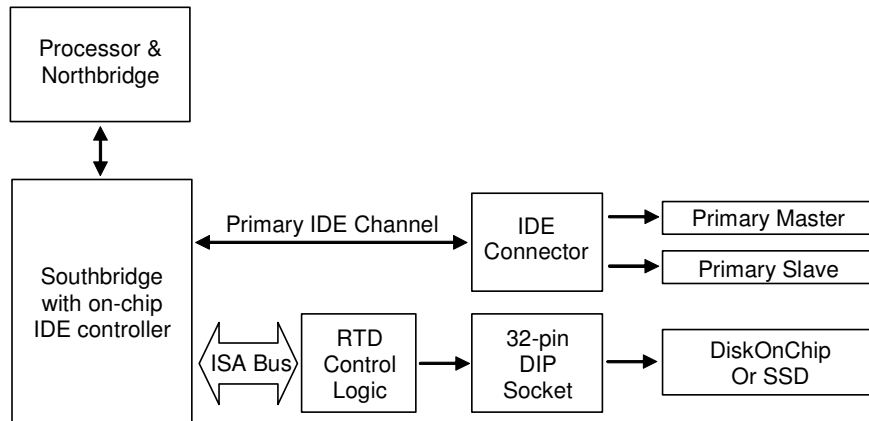 Processor &
Northbridge
Primary IDE Channel
IDE
Connector
Primary Master
Primary Slave
Southbridge
with on-chip
IDE controller
ISA Bus
RTD
Control
Logic
32-pin
DIP
Socket
DiskOnChip
Or SSD